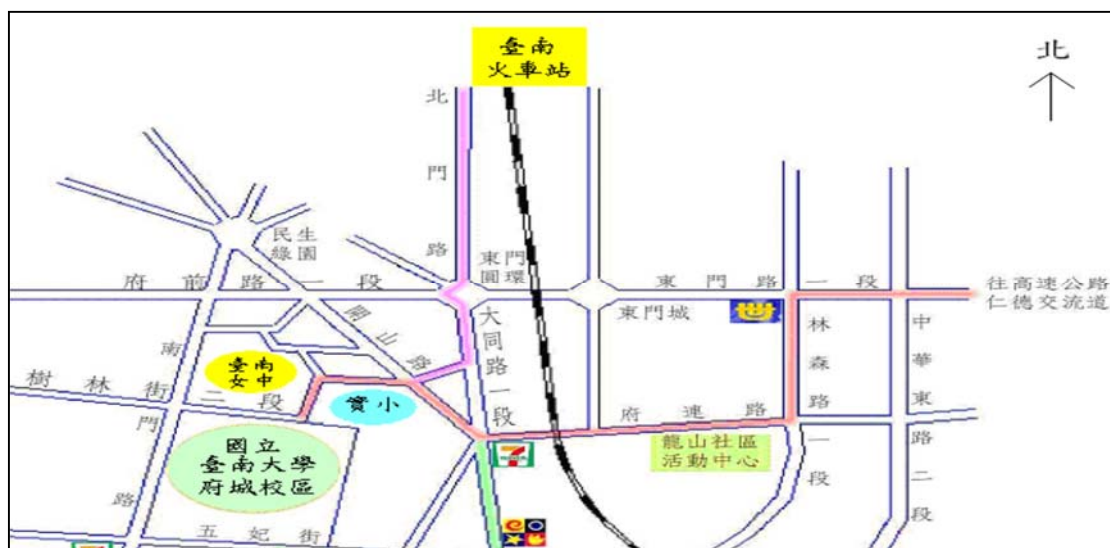 臺南
火車站
北
北門路
民生
綠園
東門
圓環
府前路一段
東門路一段
往高速公路
仁德交流道
東門城
開山路
大同路一段
林森路一段
中華東路二段
南門路
臺南
女中
樹林街二段
實小
府連路
龍山社區
活動中心
國立
臺南大學
府城校區
7
五妃街
7